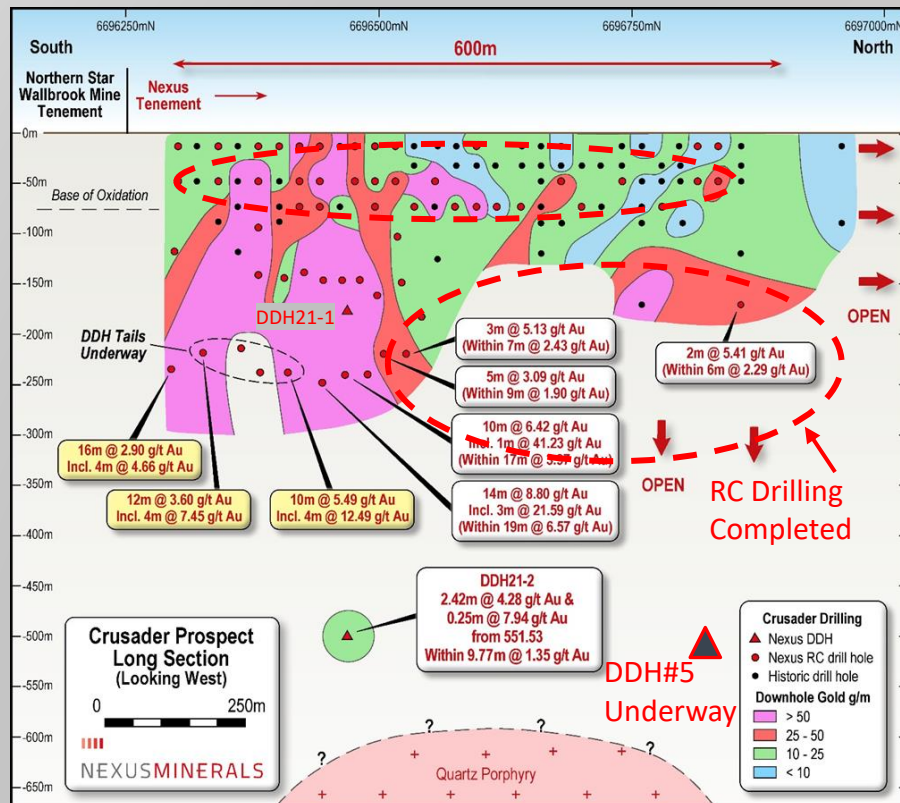 6696250mN
6696500mN
6696750mN
6697000mN
South
600m
North
Northern Star
Wallbrook Mine
Tenement
Nexus
Tenement
0m
-50m
Base of Oxidation
-100m
-150m
-200m
-250m
-300m
-350m
-400m
-450m
-500m
-550m
-600m
-650m
DDH21-1
DDH Tails
Underway
OPEN
3m @ 5.13 g/t Au
(Within 7m @ 2.43 g/t Au)
2m @ 5.41 g/t Au
(Within 6m @ 2.29 g/t Au)
5m @ 3.09 g/t Au
(Within 9m @ 1.90 g/t Au)
10m @ 6.42 g/t Au
Incl. 1m @ 41.23 g/t Au
(Within 17m @ g/t Au)
16m @ 2.90 g/t Au
Incl. 4m @ 4.66 g/t Au
12m @ 3.60 g/t Au
Incl. 4m @ 7.45 g/t Au
10m @ 5.49 g/t Au
Incl. 4m @ 12.49 g/t Au
14m @ 8.80 g/t Au
Incl. 3m @ 21.59 g/t Au
(Within 19m @ 6.57 g/t Au)
OPEN
RC Drilling
Completed
DDH21-2
2.42m @ 4.28 g/t Au &
0.25m @ 7.94 g/t Au
from 551.53
Within 9.77m @ 1.35 g/t Au
DDH#5
Underway
Crusader Prospect
Long Section
(Looking West)
0 250m
NEXUSMINERALS
? ? ? ?
Quartz Porphyry
Crusader Drilling
Nexus DDH
Nexus RC drill hole
Historic drill hole
Downhole Gold g/m
> 50
25 - 50
10 - 25
< 10